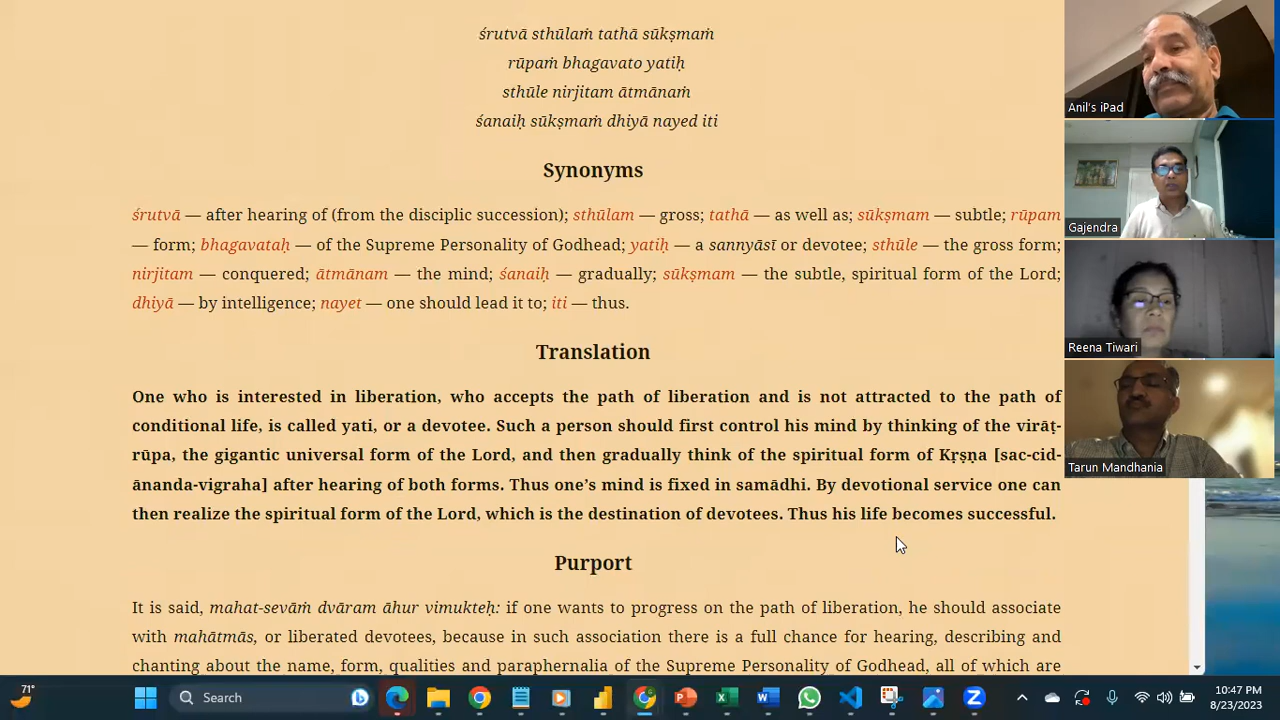 śrutvā sthūlaṁ tathā sūkṣmaṁ
rūpaṁ bhagavato yatiḥ
sthūle nirjitam ātmānaṁ
śanaiḥ sūkṣmaṁ dhiyā nayed iti
Synonyms
śrutvā — after hearing of (from the disciplic succession); sthūlam — gross; tathā — as well as; sūkṣmam — subtle; rūpam
— form; bhagavataḥ — of the Supreme Personality of Godhead; yatiḥ — a sannyāsī or devotee; sthūle — the gross form;
nirjitam — conquered; ātmānam — the mind; śanaiḥ — gradually; sūkṣmam — the subtle, spiritual form of the Lord;
dhiyā — by intelligence; nayet — one should lead it to; iti — thus.
Translation
One who is interested in liberation, who accepts the path of liberation and is not attracted to the path of
conditional life, is called yati, or a devotee. Such a person should first control his mind by thinking of the virāṭ-
rūpa, the gigantic universal form of the Lord, and then gradually think of the spiritual form of Kṛṣṇa [sac-cid-
ānanda-vigraha] after hearing of both forms. Thus one’s mind is fixed in samādhi. By devotional service one can
then realize the spiritual form of the Lord, which is the destination of devotees. Thus his life becomes successful.
Purport
It is said, mahat-sevāṁ dvāram āhur vimukteḥ: if one wants to progress on the path of liberation, he should associate
with mahātmās, or liberated devotees, because in such association there is a full chance for hearing, describing and
chanting about the name, form, qualities and paraphernalia of the Supreme Personality of Godhead, all of which are
Anil's iPad
Gajendra
Reena Tiwari
Tarun Mandhania
71°
Search
10:47 PM
8/23/2023